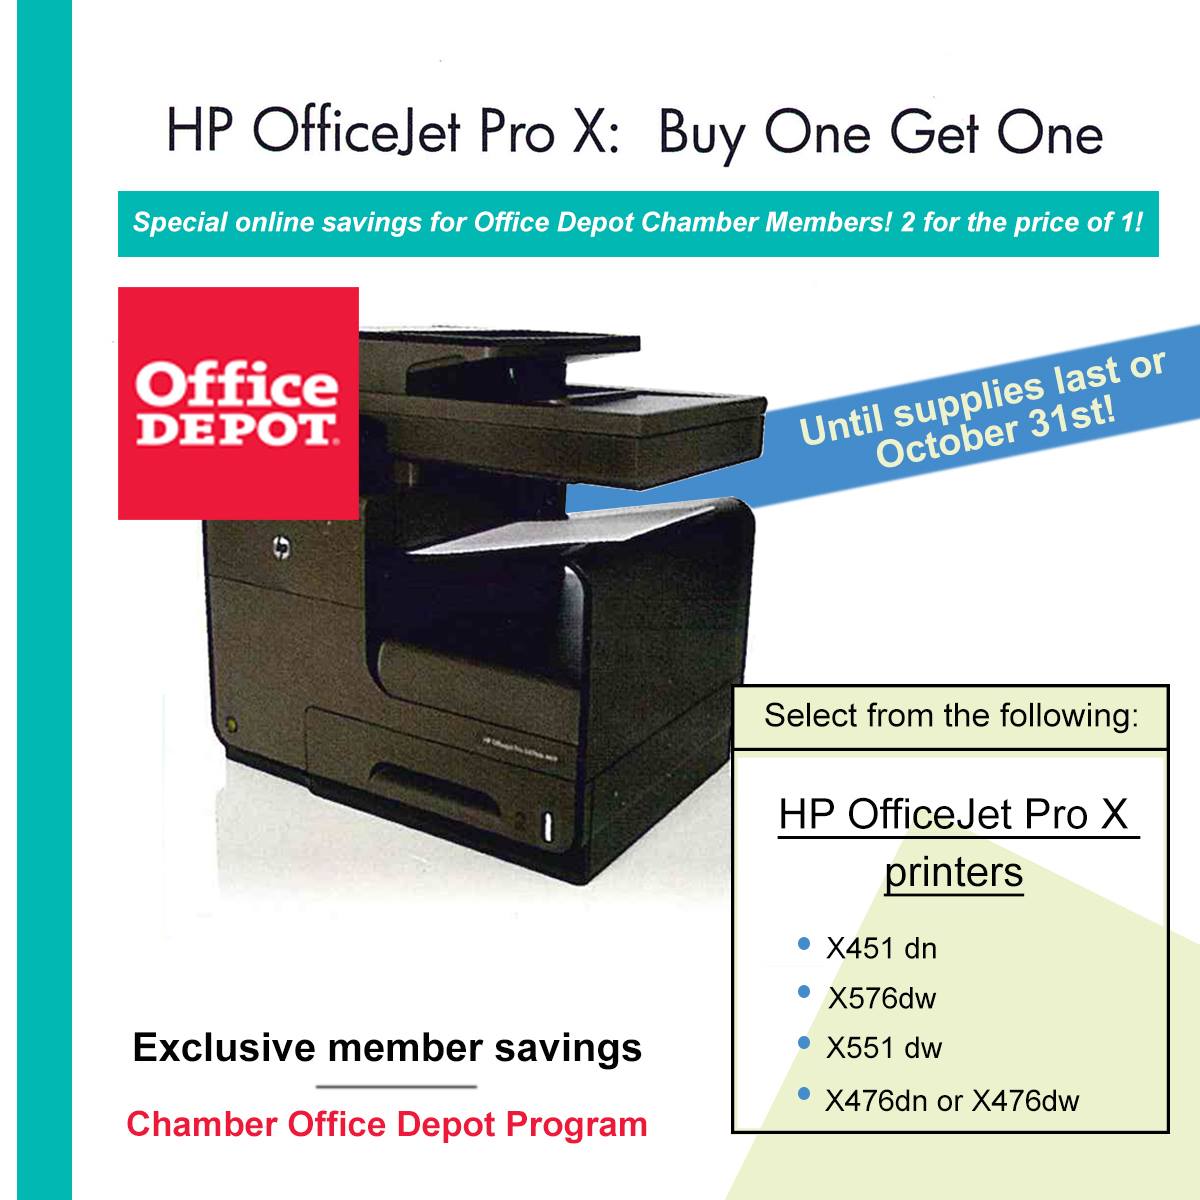 HP OfficeJet Pro X: Buy One Get One
Special online savings for Office Depot Chamber Members! 2 for the price of 1!
Office
DEPOT
Until supplies last or
October 31st!
hp
Select from the following:
HP OfficeJet Pro X
printers
X451 dn
X576dw
X551 dw
X476dn or X476dw
Exclusive member savings
Chamber Office Depot Program